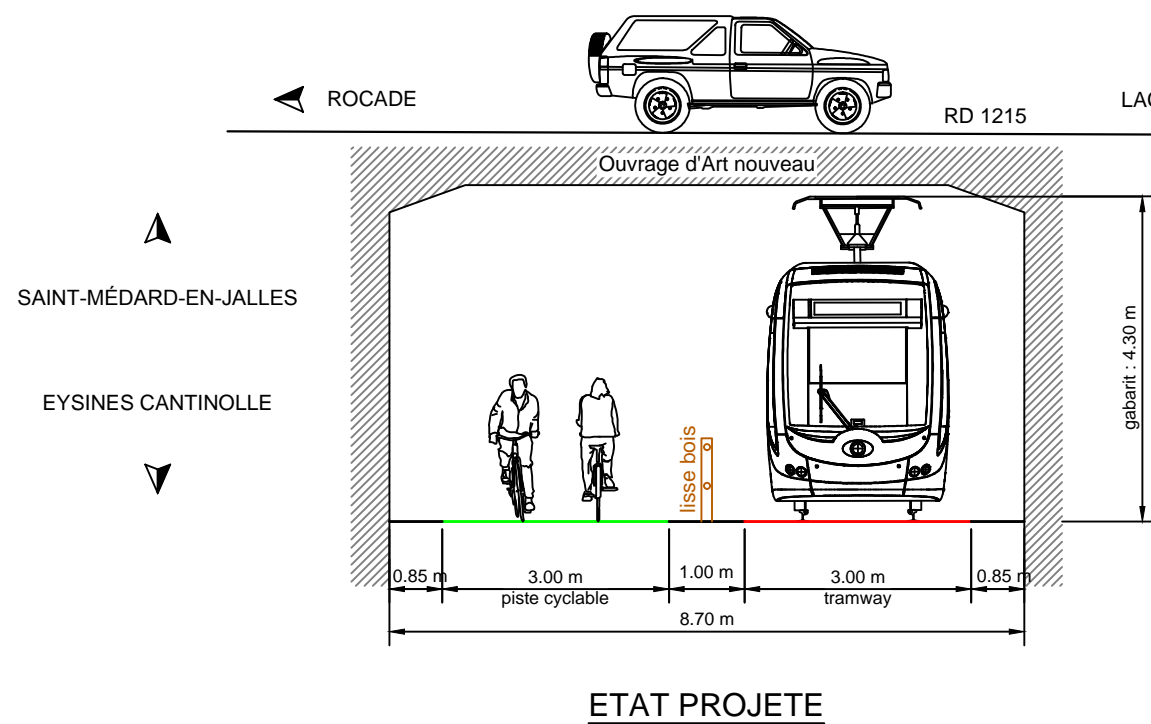 ROCADE
LAC
RD 1215
Ouvrage d'Art nouveau
SAINT-MÉDARD-EN-JALLES
EYSINES CANTINOLLE
gabarit : 4.30 m
lisse bois
0.85 m
3.00 m
1.00 m
3.00 m
0.85 m
piste cyclable
tramway
8.70 m
ETAT PROJETE